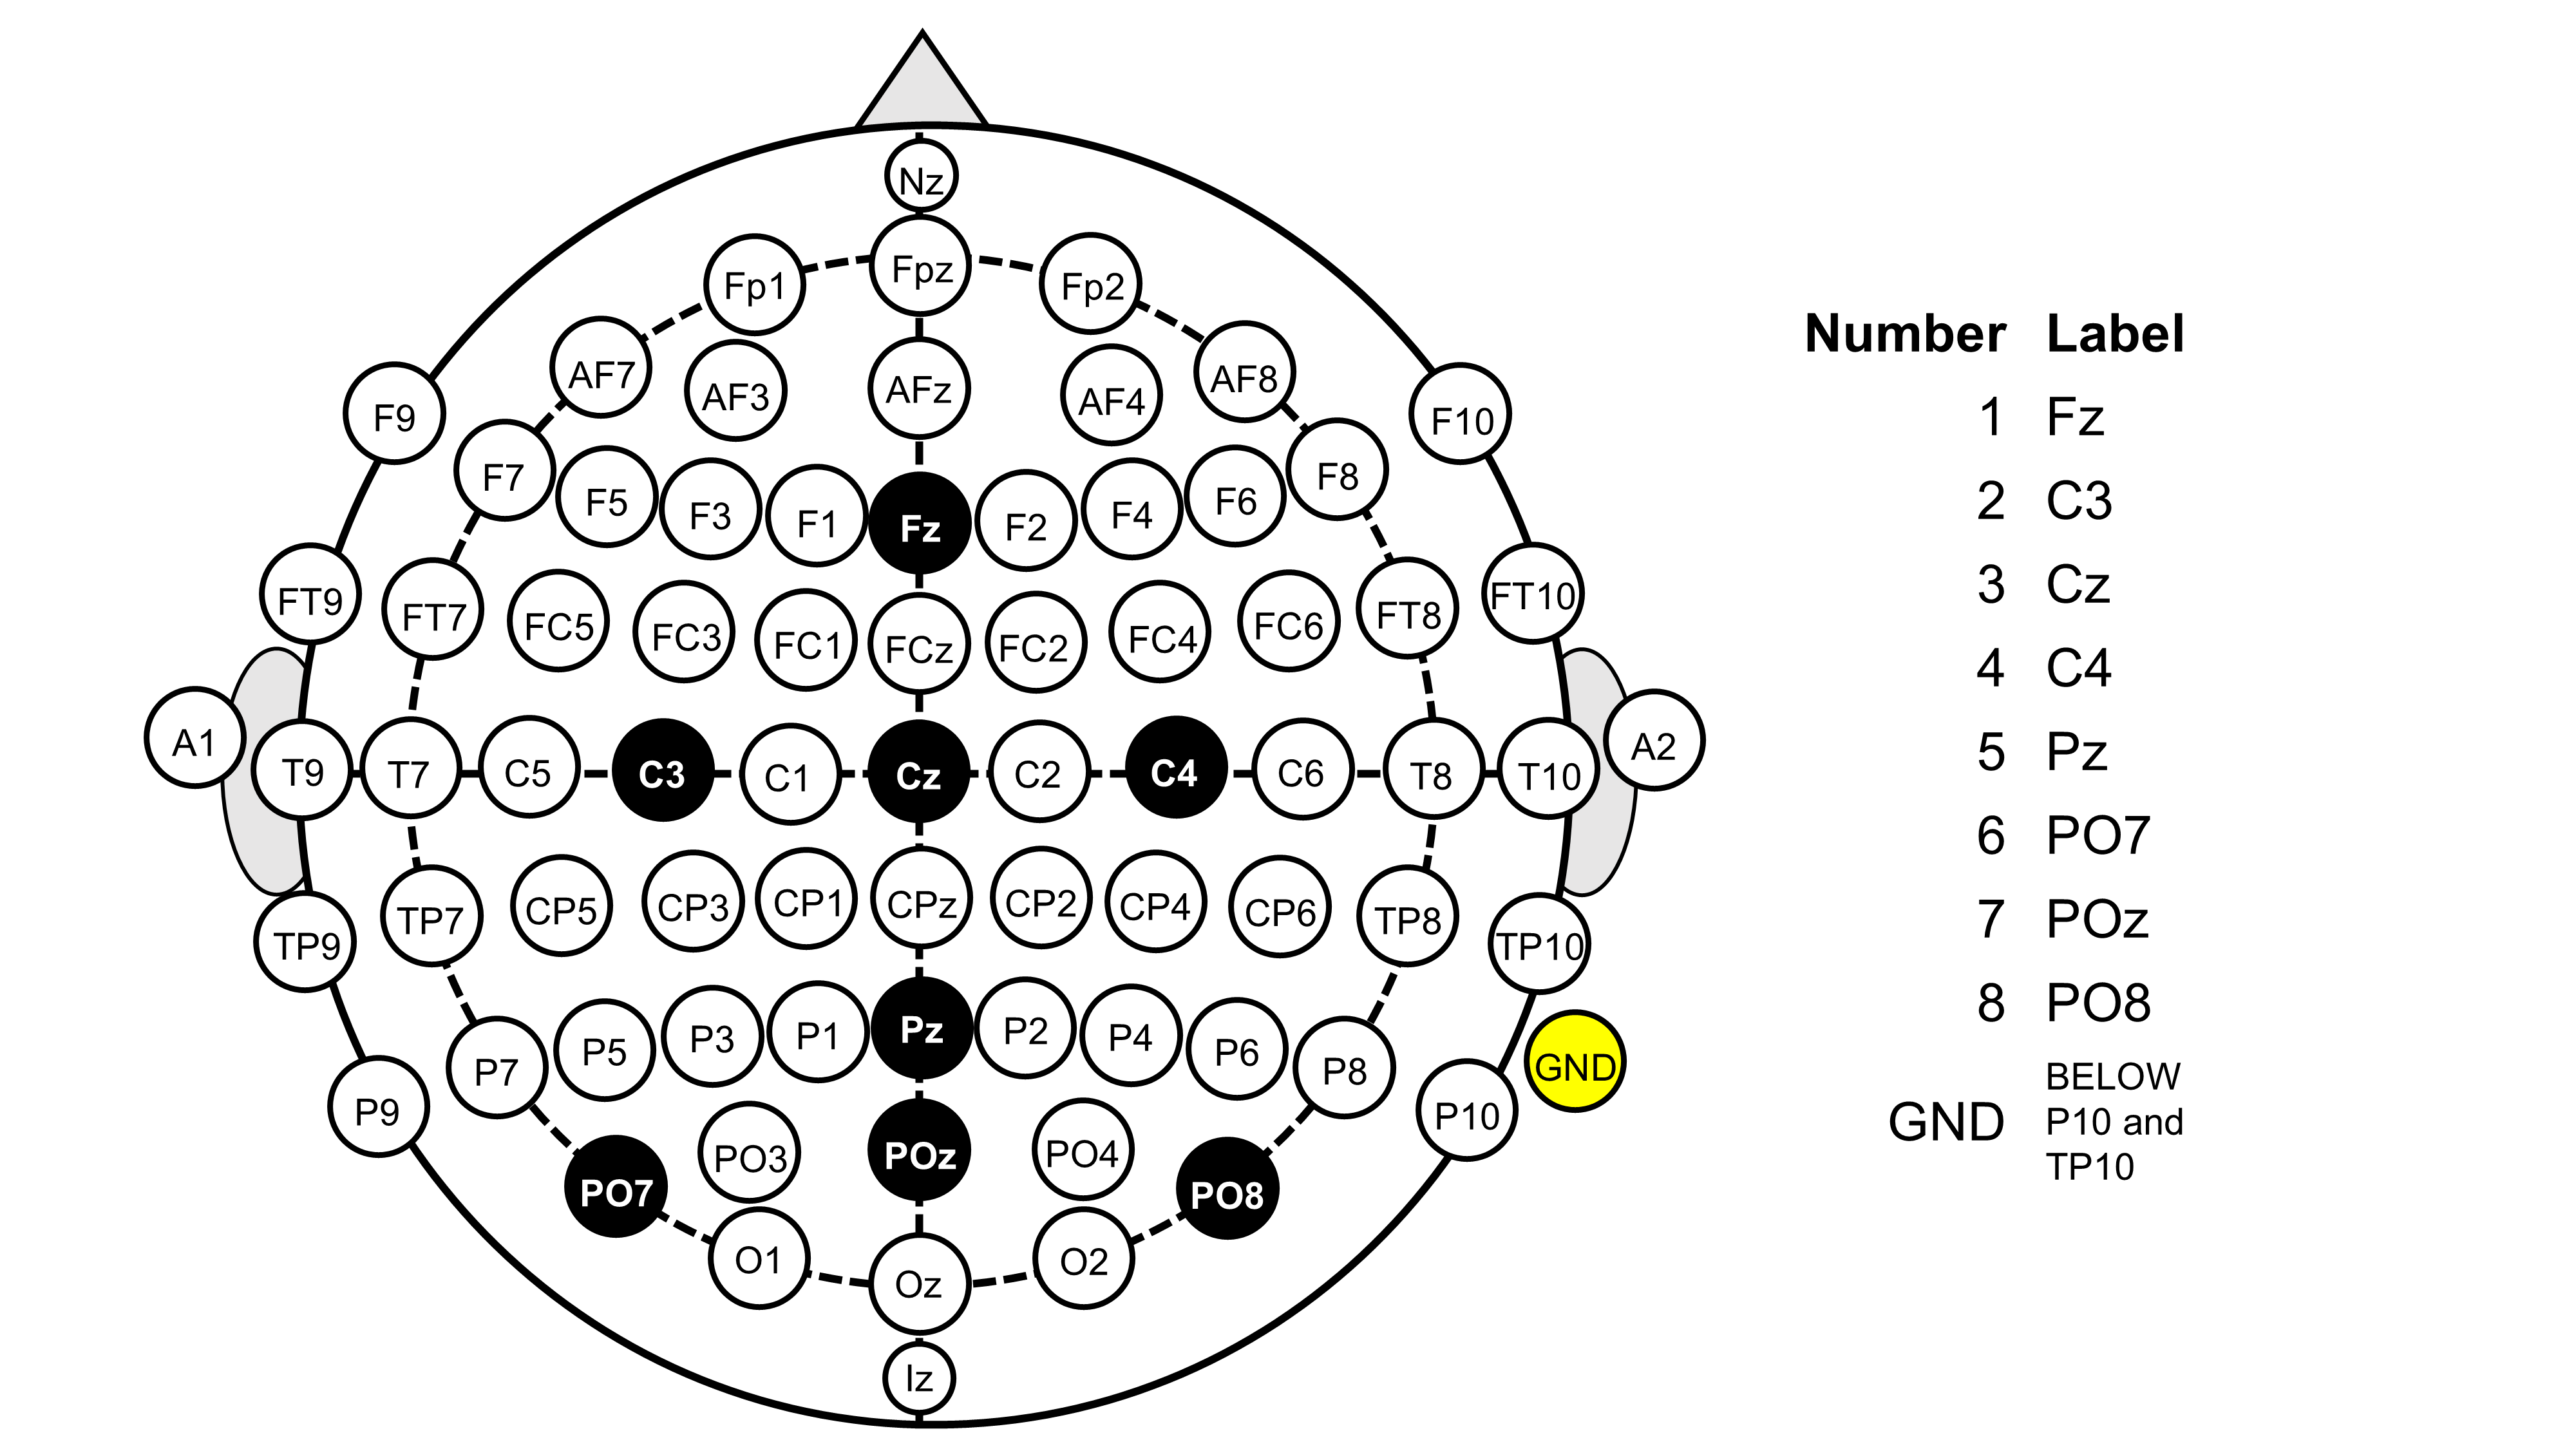 Nz
Fp1 Fpz Fp2
AF7 AF3 AFz AF4 AF8
F9 F7 F5 F3 F1 Fz F2 F4 F6 F8 F10
FT9 FT7 FC5 FC3 FC1 FCz FC2 FC4 FC6 FT8 FT10
A1 T9 T7 C5 C3 C1 Cz C2 C4 C6 T8 T10 A2
TP9 TP7 CP5 CP3 CP1 CPz CP2 CP4 CP6 TP8 TP10
P9 P7 P5 P3 P1 Pz P2 P4 P6 P8 P10 GND
PO7 PO3 POz PO4 PO8
O1 Oz O2
Iz
Number Label
1 Fz
2 C3
3 Cz
4 C4
5 Pz
6 PO7
7 POz
8 PO8
GND BELOW
P10 and
TP10